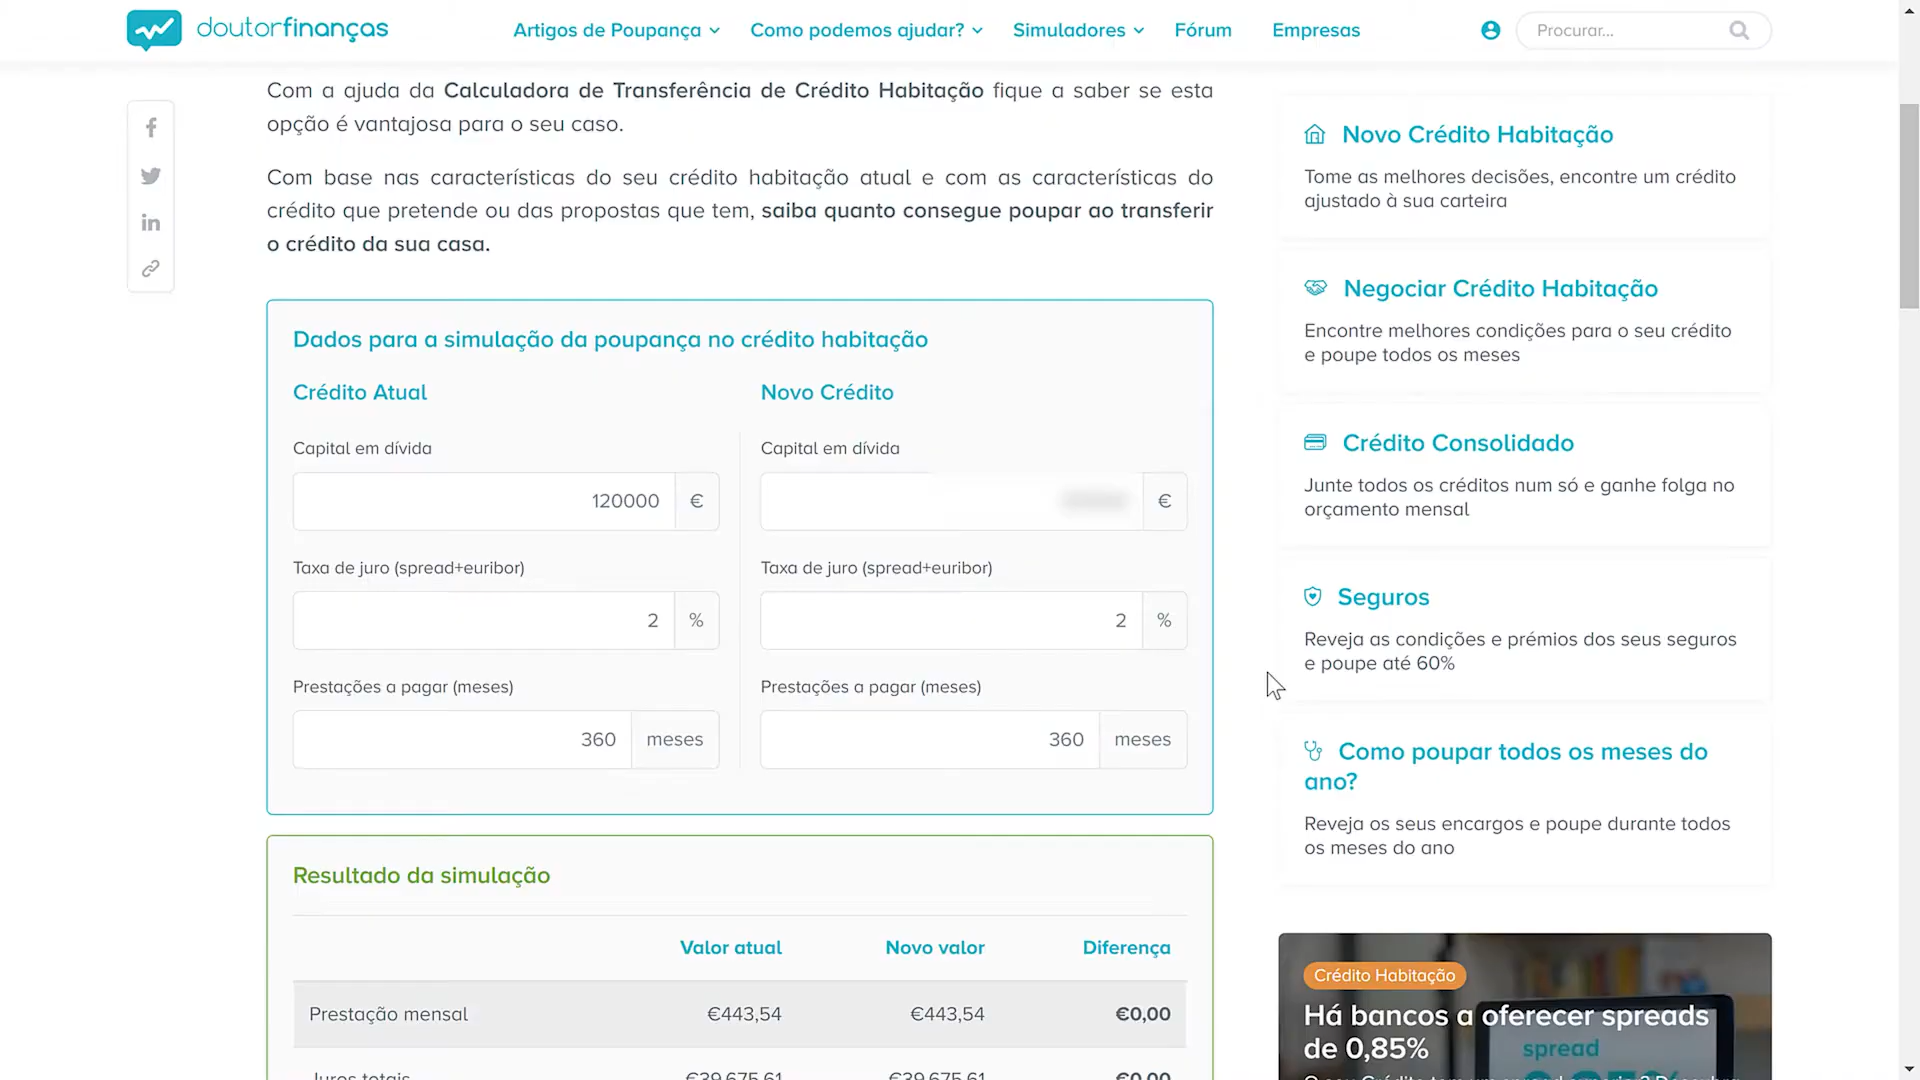 doutorfinanças
Artigos de Poupança
Como podemos ajudar?
Simuladores
Fórum
Empresas
Procurar...
Com a ajuda da Calculadora de Transferência de Crédito Habitação fique a saber se esta
opção é vantajosa para o seu caso.
Com base nas características do seu crédito habitação atual e com as características do
crédito que pretende ou das propostas que tem, saiba quanto consegue poupar ao transferir
o crédito da sua casa.
Dados para a simulação da poupança no crédito habitação
Crédito Atual
Novo Crédito
Capital em dívida
Capital em dívida
120000 €
€
Taxa de juro (spread+euribor)
Taxa de juro (spread+euribor)
2 %
2 %
Prestações a pagar (meses)
Prestações a pagar (meses)
360 meses
360 meses
Resultado da simulação
Valor atual Novo valor Diferença
Prestação mensal €443,54 €443,54 €0,00
Juros totais €39.675,61 €39.675,61 €0,00
Novo Crédito Habitação
Tome as melhores decisões, encontre um crédito
ajustado à sua carteira
Negociar Crédito Habitação
Encontre melhores condições para o seu crédito
e poupe todos os meses
Crédito Consolidado
Junte todos os créditos num só e ganhe folga no
orçamento mensal
Seguros
Reveja as condições e prémios dos seus seguros
e poupe até 60%
Como poupar todos os meses do
ano?
Reveja os seus encargos e poupe durante todos
os meses do ano
Crédito Habitação
Há bancos a oferecer spreads
de 0,85%
spread